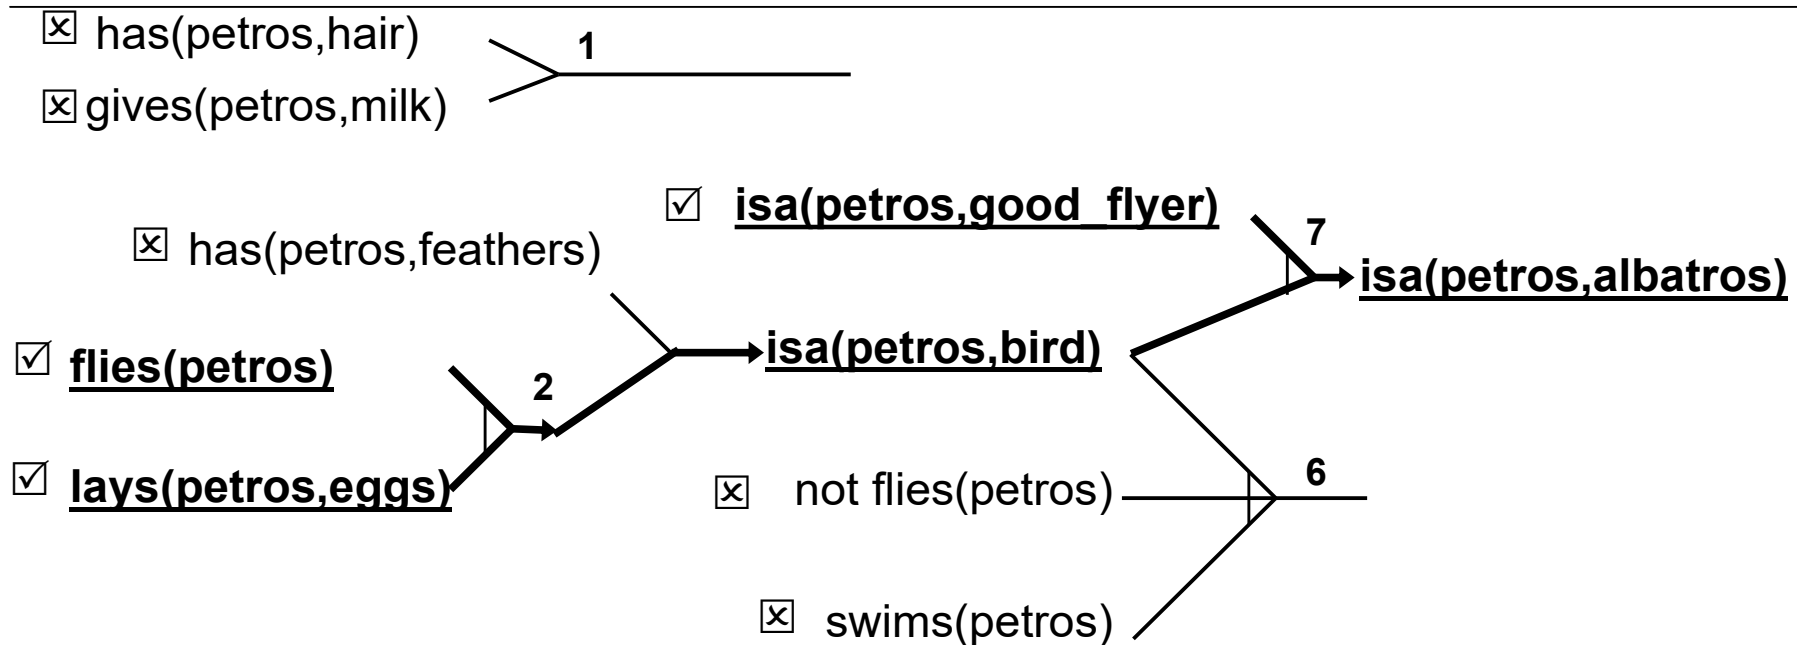 ☒ has(petros,hair)
1
☒ gives(petros,milk)
☑ isa(petros,good_flyer)
7
☒ has(petros,feathers)
isa(petros,albatros)
isa(petros,bird)
☑ flies(petros)
2
☑ lays(petros,eggs)
6
☒ not flies(petros)
☒ swims(petros)